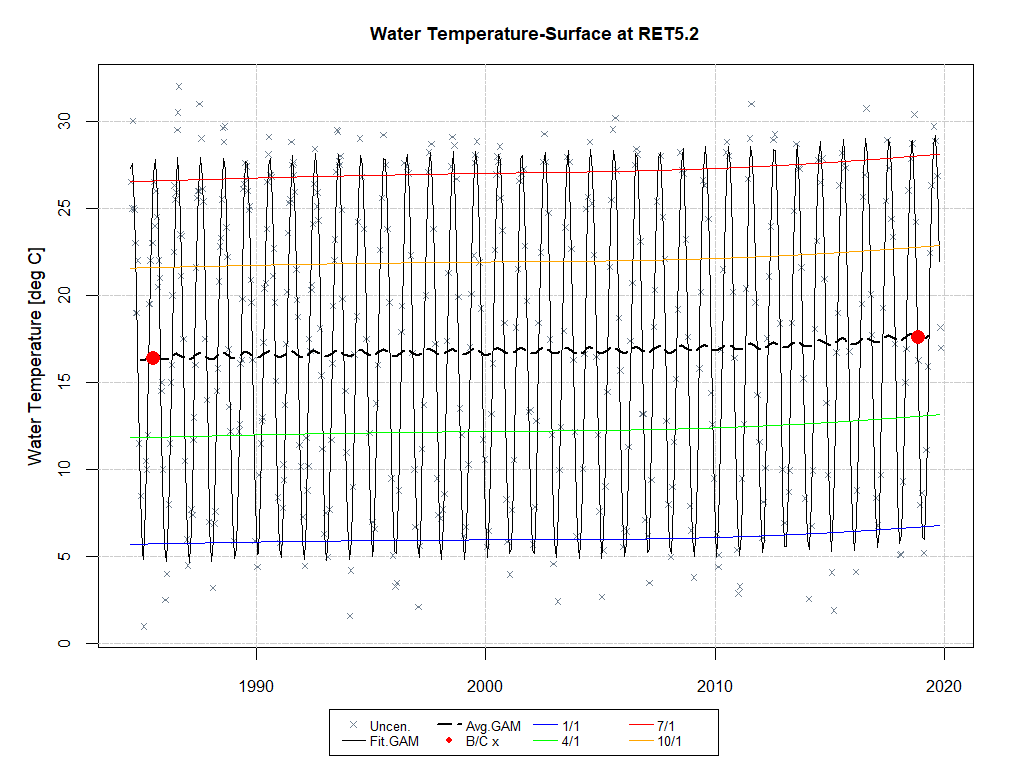 Water Temperature-Surface at RET5.2
Water Temperature [deg C]
30
25
20
15
10
5
0
1990 2000 2010 2020
Uncen. Avg.GAM 1/1 7/1
Fit.GAM B/C x 4/1 10/1